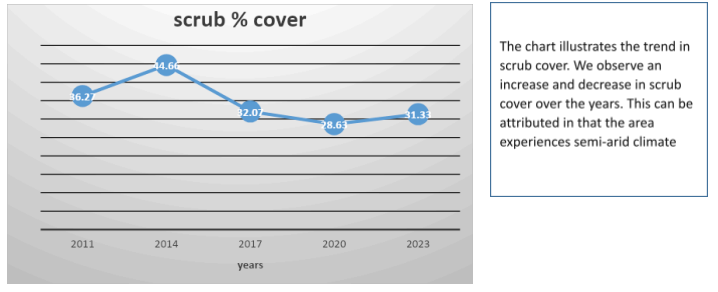 scrub % cover
36.27
44.66
32.07
28.63
31.33
2011 2014 2017 2020 2023
years
The chart illustrates the trend in
scrub cover. We observe an
increase and decrease in scrub
cover over the years. This can be
attributed in that the area
experiences semi-arid climate